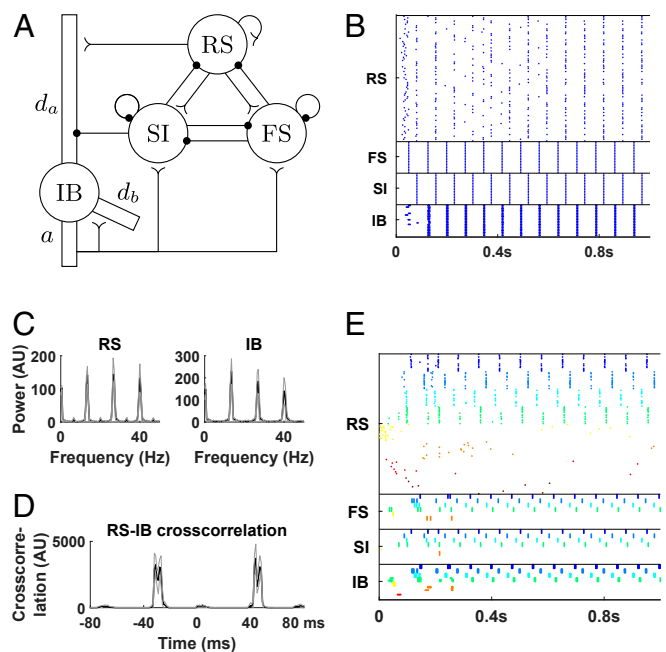 A
RS
d_a
SI
FS
IB
d_b
a
B
RS
FS
SI
IB
0 0.4s 0.8s
C
RS IB
Power (AU)
200
100
0
300
200
100
0
0 40 0 40
Frequency (Hz) Frequency (Hz)
D
RS-IB crosscorrelation
Crosscorre-
lation (AU)
5000
0
-80 -40 0 40 80 ms
Time (ms)
E
RS
FS
SI
IB
0 0.4s 0.8s